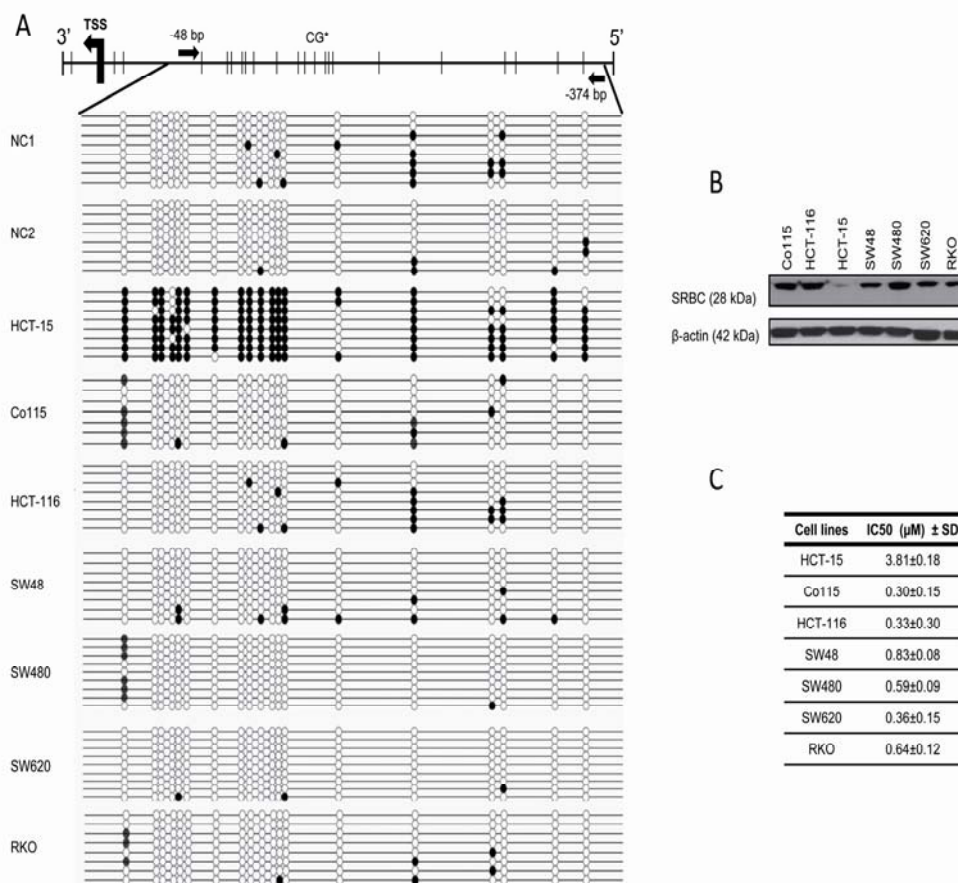 A
3'
TSS
-48 bp
CG*
5'
-374 bp
NC1
NC2
HCT-15
Co115
HCT-116
SW48
SW480
SW620
RKO
B
Co115
HCT-116
HCT-15
SW48
SW480
SW620
RKO
SRBC (28 kDa)
β-actin (42 kDa)
C
Cell lines IC50 (µM) ± SD
HCT-15 3.81±0.18
Co115 0.30±0.15
HCT-116 0.33±0.30
SW48 0.83±0.08
SW480 0.59±0.09
SW620 0.36±0.15
RKO 0.64±0.12